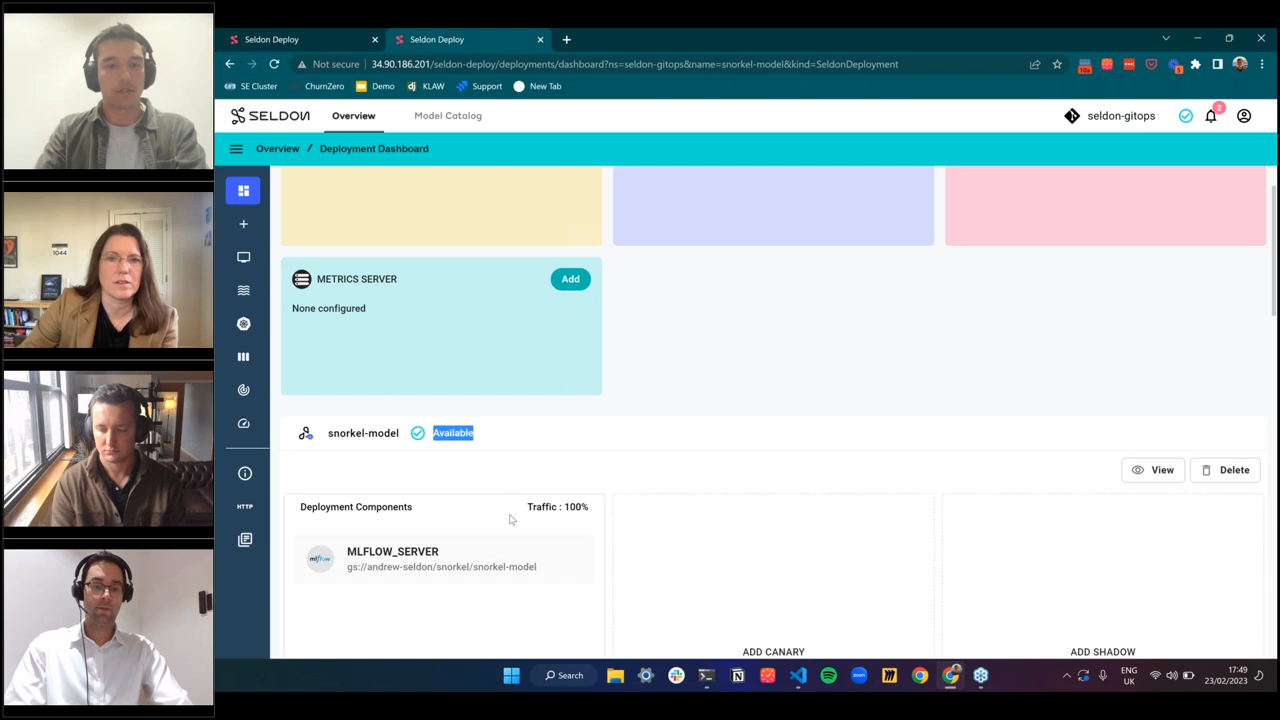 1044
Seldon Deploy
Seldon Deploy
Not secure
34.90.186.201/seldon-deploy/deployments/dashboard?ns=seldon-gitops&name=snorkel-model&kind=SeldonDeployment
SE Cluster
ChurnZero
Demo
KLAW
Support
New Tab
SELDON
Overview
Model Catalog
seldon-gitops
2
Overview / Deployment Dashboard
METRICS SERVER
Add
None configured
snorkel-model
Available
View
Delete
Deployment Components
Traffic : 100%
mlflow
MLFLOW_SERVER
gs://andrew-seldon/snorkel/snorkel-model
HTTP
ADD CANARY
ADD SHADOW
Search
ENG
UK
17:49
23/02/2023